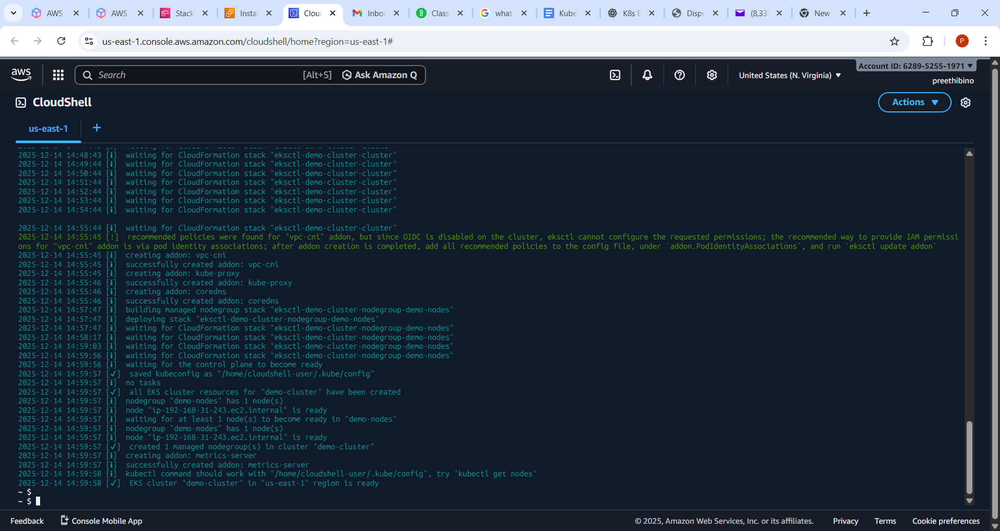 AWS
AWS
Stack
Insta
Clou
Inbo
Class
what
Kube
K8s E
Disp
(8,33
New
us-east-1.console.aws.amazon.com/cloudshell/home?region=us-east-1#
P
aws
Search
[Alt+S]
Ask Amazon Q
United States (N. Virginia)
Account ID: 6289-5255-1971
preethibino
CloudShell
Actions
us-east-1
2025-12-14 14:48:43 [ℹ]  waiting for CloudFormation stack "eksctl-demo-cluster-cluster"
2025-12-14 14:49:44 [ℹ]  waiting for CloudFormation stack "eksctl-demo-cluster-cluster"
2025-12-14 14:50:44 [ℹ]  waiting for CloudFormation stack "eksctl-demo-cluster-cluster"
2025-12-14 14:51:44 [ℹ]  waiting for CloudFormation stack "eksctl-demo-cluster-cluster"
2025-12-14 14:52:44 [ℹ]  waiting for CloudFormation stack "eksctl-demo-cluster-cluster"
2025-12-14 14:53:44 [ℹ]  waiting for CloudFormation stack "eksctl-demo-cluster-cluster"
2025-12-14 14:54:44 [ℹ]  waiting for CloudFormation stack "eksctl-demo-cluster-cluster"
2025-12-14 14:55:44 [ℹ]  waiting for CloudFormation stack "eksctl-demo-cluster-cluster"
2025-12-14 14:55:45 [!]  recommended policies were found for "vpc-cni" addon, but since OIDC is disabled on the cluster, eksctl cannot configure the requested permissions; the recommended way to provide IAM permissi
ons for "vpc-cni" addon is via pod identity associations; after addon creation is completed, add all recommended policies to the config file, under `addon.PodIdentityAssociations`, and run `eksctl update addon`
2025-12-14 14:55:45 [ℹ]  creating addon: vpc-cni
2025-12-14 14:55:45 [ℹ]  successfully created addon: vpc-cni
2025-12-14 14:55:45 [ℹ]  creating addon: kube-proxy
2025-12-14 14:55:46 [ℹ]  successfully created addon: kube-proxy
2025-12-14 14:55:46 [ℹ]  creating addon: coredns
2025-12-14 14:55:46 [ℹ]  successfully created addon: coredns
2025-12-14 14:57:47 [ℹ]  building managed nodegroup stack "eksctl-demo-cluster-nodegroup-demo-nodes"
2025-12-14 14:57:47 [ℹ]  deploying stack "eksctl-demo-cluster-nodegroup-demo-nodes"
2025-12-14 14:57:47 [ℹ]  waiting for CloudFormation stack "eksctl-demo-cluster-nodegroup-demo-nodes"
2025-12-14 14:58:17 [ℹ]  waiting for CloudFormation stack "eksctl-demo-cluster-nodegroup-demo-nodes"
2025-12-14 14:59:03 [ℹ]  waiting for CloudFormation stack "eksctl-demo-cluster-nodegroup-demo-nodes"
2025-12-14 14:59:56 [ℹ]  waiting for CloudFormation stack "eksctl-demo-cluster-nodegroup-demo-nodes"
2025-12-14 14:59:56 [ℹ]  waiting for the control plane to become ready
2025-12-14 14:59:57 [✔]  saved kubeconfig as "/home/cloudshell-user/.kube/config"
2025-12-14 14:59:57 [ℹ]  no tasks
2025-12-14 14:59:57 [✔]  all EKS cluster resources for "demo-cluster" have been created
2025-12-14 14:59:57 [ℹ]  nodegroup "demo-nodes" has 1 node(s)
2025-12-14 14:59:57 [ℹ]  node "ip-192-168-31-243.ec2.internal" is ready
2025-12-14 14:59:57 [ℹ]  waiting for at least 1 node(s) to become ready in "demo-nodes"
2025-12-14 14:59:57 [ℹ]  nodegroup "demo-nodes" has 1 node(s)
2025-12-14 14:59:57 [ℹ]  node "ip-192-168-31-243.ec2.internal" is ready
2025-12-14 14:59:57 [✔]  created 1 managed nodegroup(s) in cluster "demo-cluster"
2025-12-14 14:59:57 [ℹ]  creating addon: metrics-server
2025-12-14 14:59:57 [ℹ]  successfully created addon: metrics-server
2025-12-14 14:59:58 [ℹ]  kubectl command should work with "/home/cloudshell-user/.kube/config", try 'kubectl get nodes'
2025-12-14 14:59:58 [✔]  EKS cluster "demo-cluster" in "us-east-1" region is ready
~ $
~ $
Feedback
Console Mobile App
© 2025, Amazon Web Services, Inc. or its affiliates.
Privacy
Terms
Cookie preferences